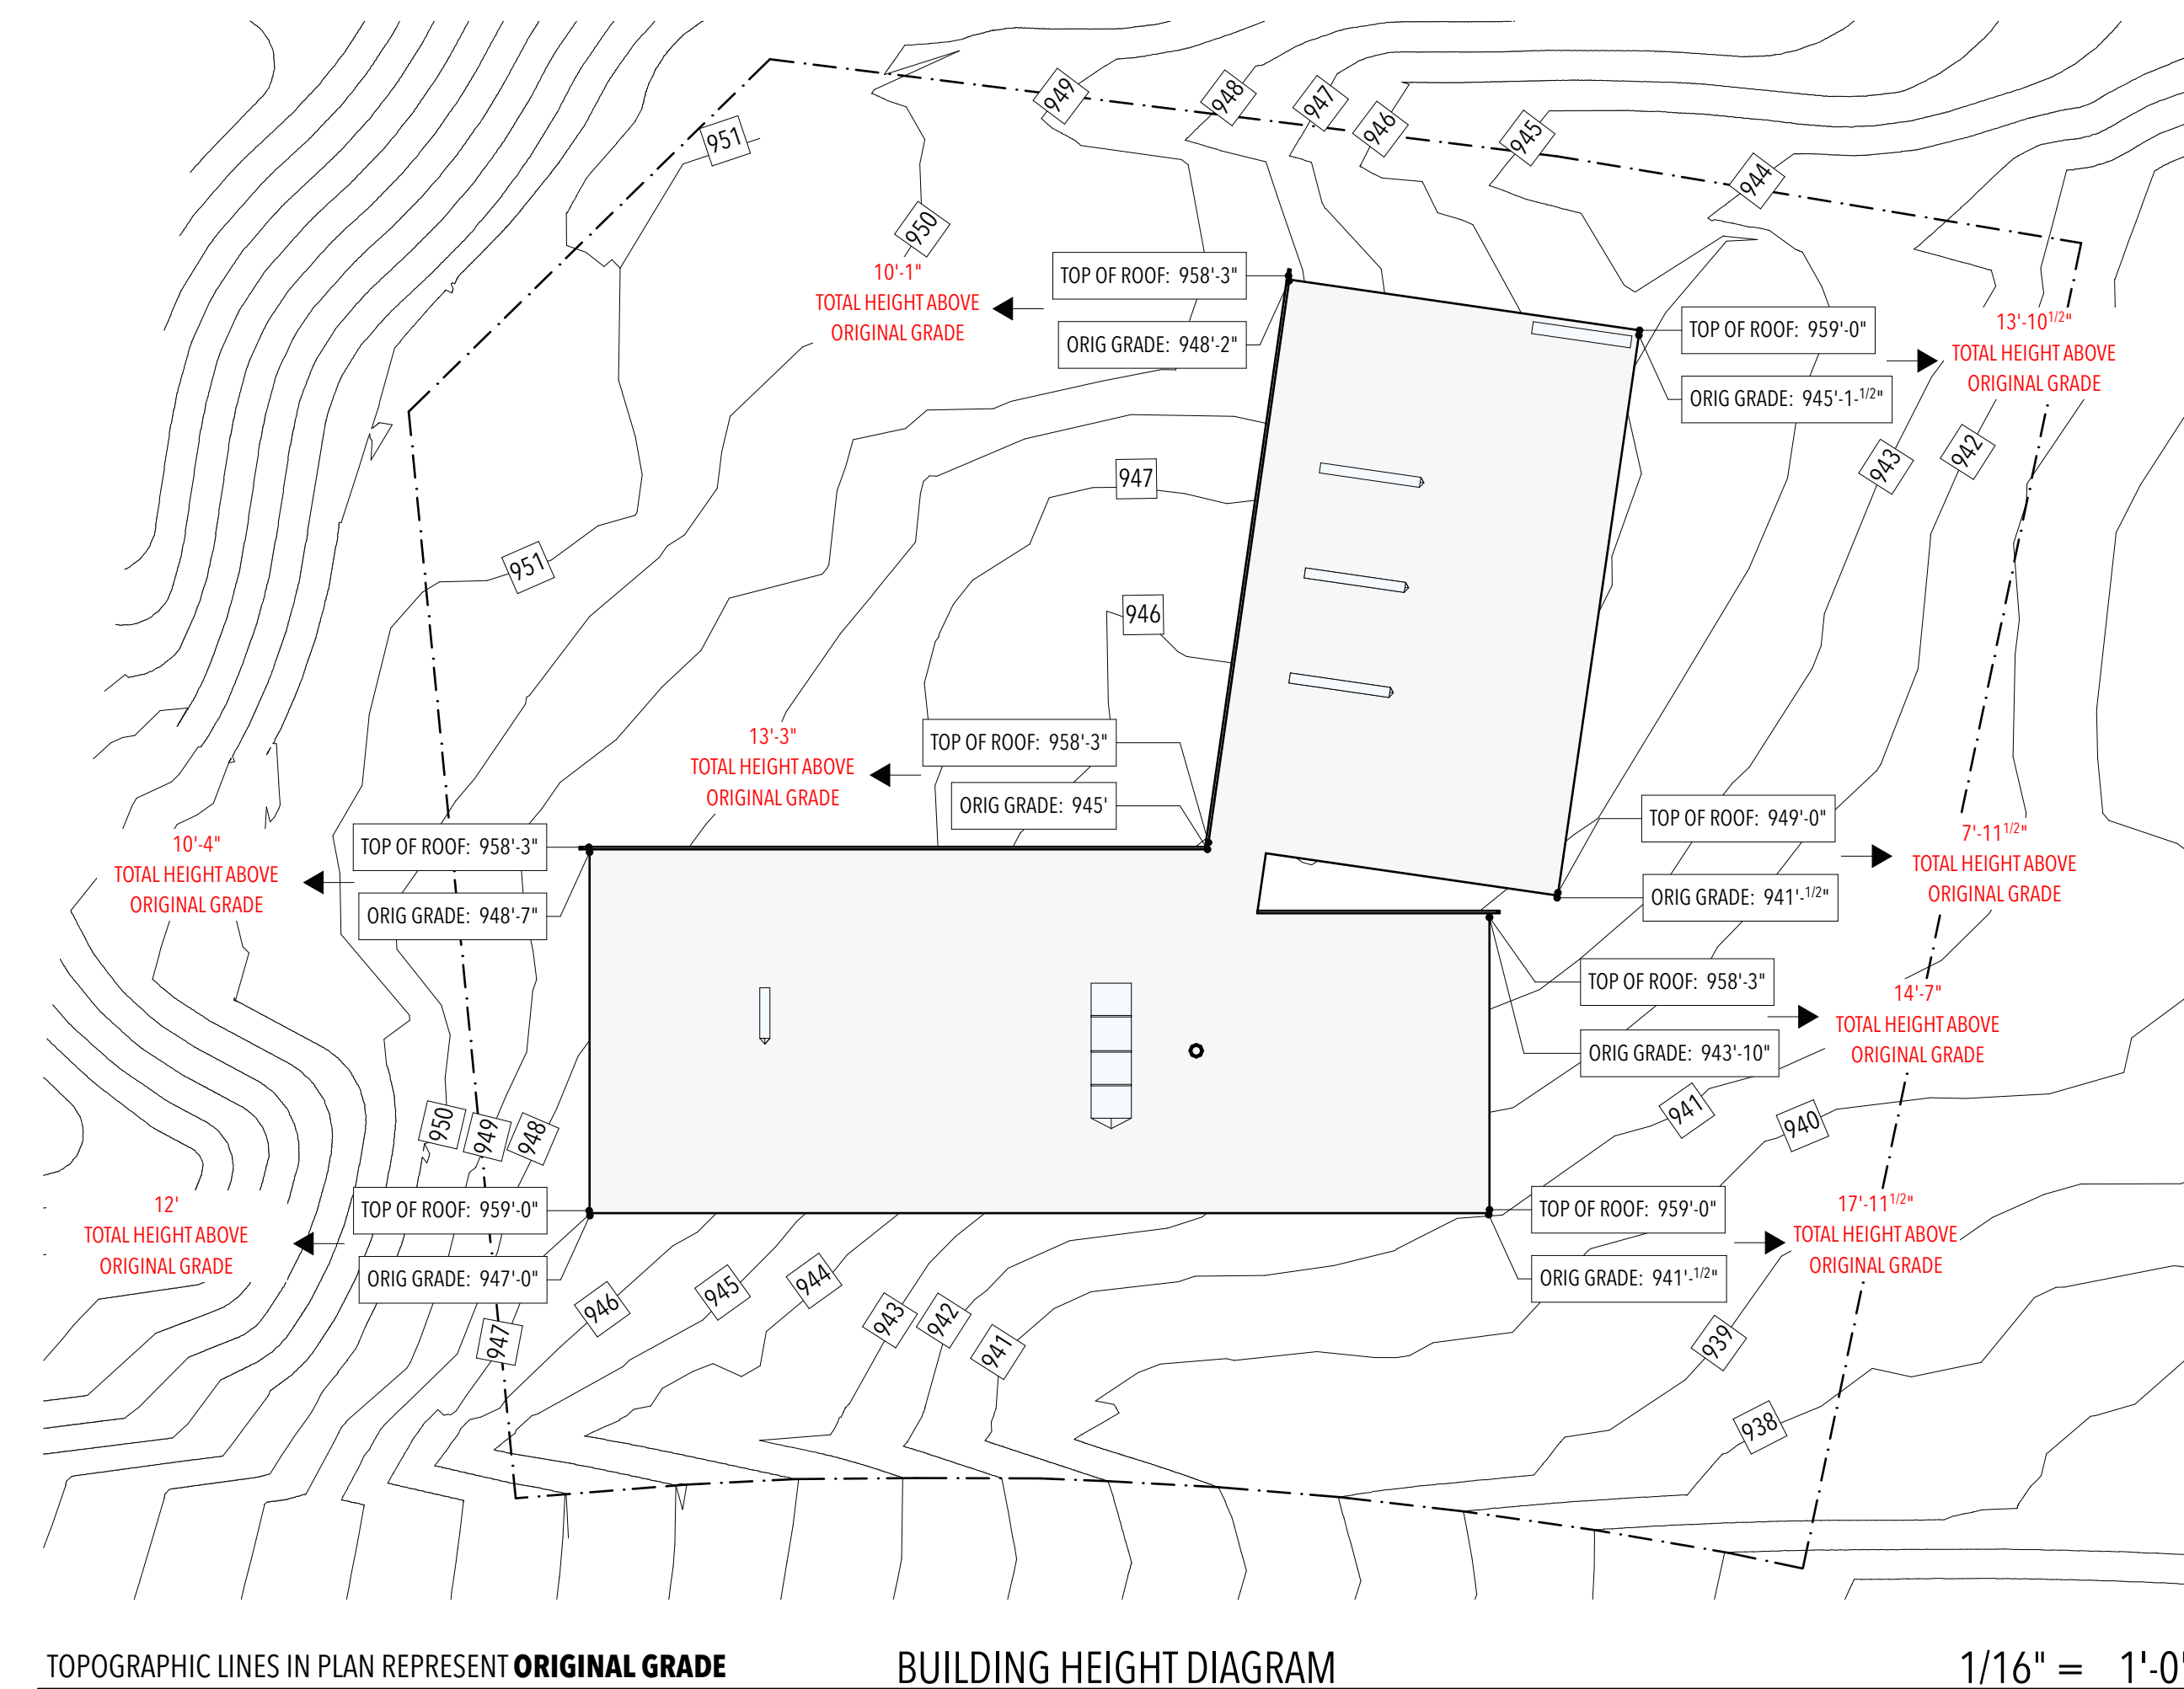 949
948
947
946
945
944
951
950
10'-1"
TOTAL HEIGHT ABOVE
ORIGINAL GRADE
TOP OF ROOF: 958'-3"
ORIG GRADE: 948'-2"
TOP OF ROOF: 959'-0"
ORIG GRADE: 945'-1-1/2"
13'-10 1/2"
TOTAL HEIGHT ABOVE
ORIGINAL GRADE
943
942
947
951
946
13'-3"
TOTAL HEIGHT ABOVE
ORIGINAL GRADE
TOP OF ROOF: 958'-3"
ORIG GRADE: 945'
TOP OF ROOF: 949'-0"
ORIG GRADE: 941'-1/2"
7'-11 1/2"
TOTAL HEIGHT ABOVE
ORIGINAL GRADE
10'-4"
TOTAL HEIGHT ABOVE
ORIGINAL GRADE
TOP OF ROOF: 958'-3"
ORIG GRADE: 948'-7"
TOP OF ROOF: 958'-3"
ORIG GRADE: 943'-10"
14'-7"
TOTAL HEIGHT ABOVE
ORIGINAL GRADE
950
949
948
941
940
12'
TOTAL HEIGHT ABOVE
ORIGINAL GRADE
TOP OF ROOF: 959'-0"
ORIG GRADE: 947'-0"
TOP OF ROOF: 959'-0"
ORIG GRADE: 941'-1/2"
17'-11 1/2"
TOTAL HEIGHT ABOVE
ORIGINAL GRADE
947
946
945
944
943
942
941
939
938
TOPOGRAPHIC LINES IN PLAN REPRESENT ORIGINAL GRADE
BUILDING HEIGHT DIAGRAM
1/16" = 1'-0"